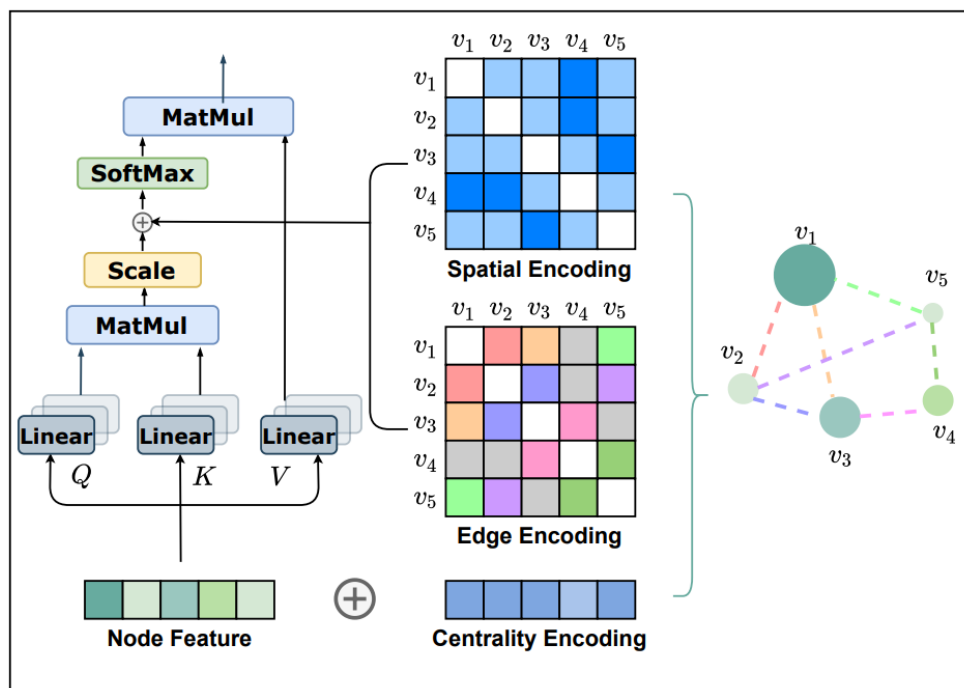 MatMul
SoftMax
+
Scale
MatMul
Linear
Linear
Linear
Q
K
V
Node Feature
+
v1 v2 v3 v4 v5
v1
v2
v3
v4
v5
Spatial Encoding
v1 v2 v3 v4 v5
v1
v2
v3
v4
v5
Edge Encoding
Centrality Encoding
v1
v5
v2
v3
v4